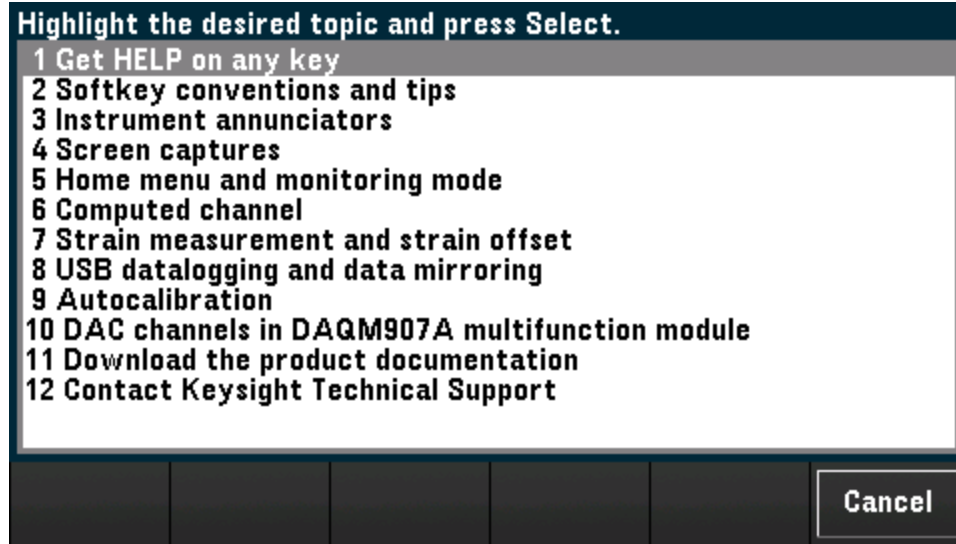 Highlight the desired topic and press Select.
1 Get HELP on any key
2 Softkey conventions and tips
3 Instrument annunciators
4 Screen captures
5 Home menu and monitoring mode
6 Computed channel
7 Strain measurement and strain offset
8 USB datalogging and data mirroring
9 Autocalibration
10 DAC channels in DAQM907A multifunction module
11 Download the product documentation
12 Contact Keysight Technical Support
Cancel